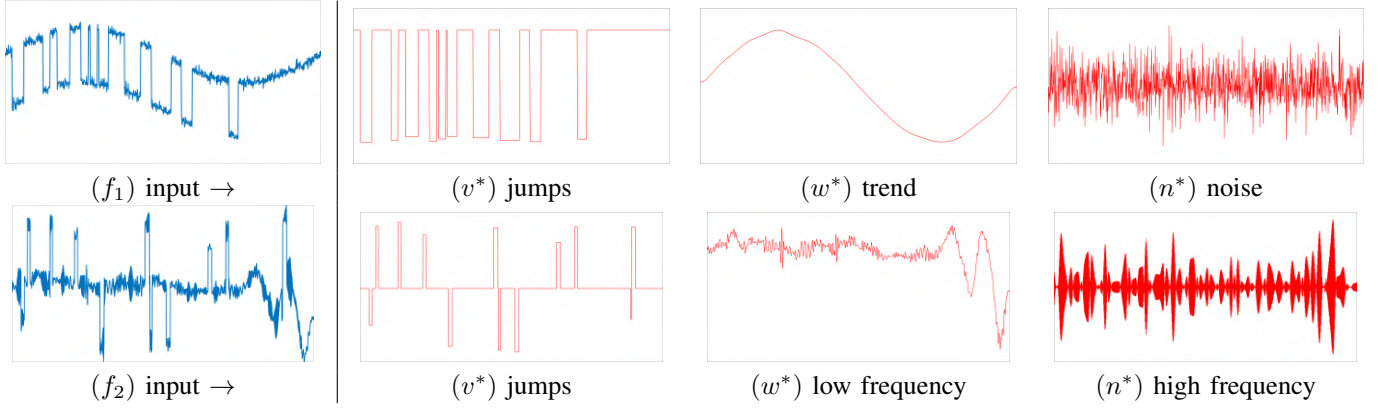 (f₁) input → (v*) jumps (w*) trend (n*) noise
(f₂) input → (v*) jumps (w*) low frequency (n*) high frequency